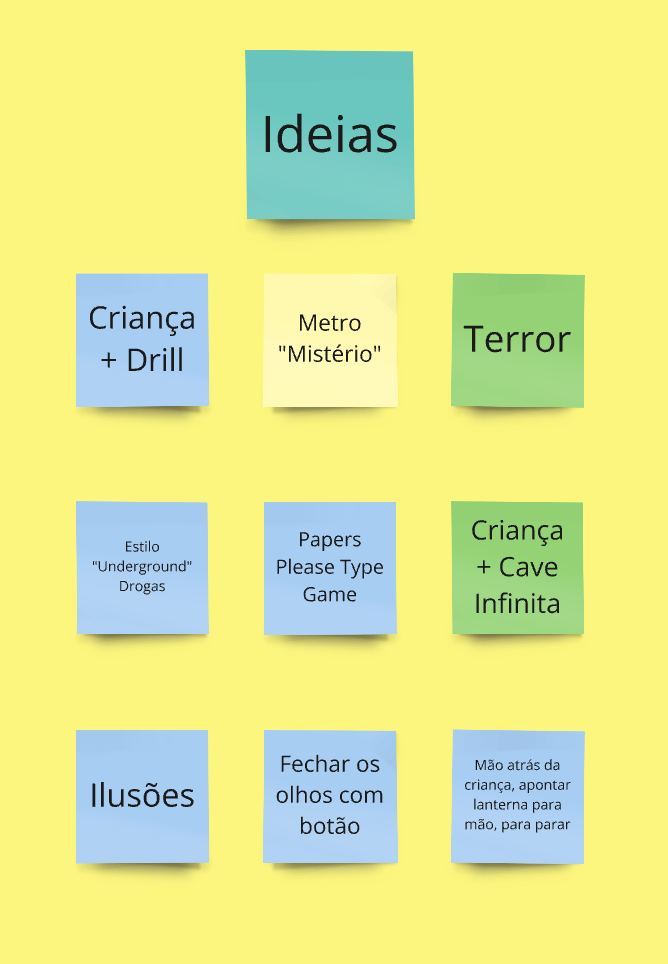 Ideias
Criança
+ Drill
Metro
"Mistério"
Terror
Estilo
"Underground"
Drogas
Papers
Please Type
Game
Criança
+ Cave
Infinita
Ilusões
Fechar os
olhos com
botão
Mão atrás da
criança, apontar
lanterna para
mão, para parar